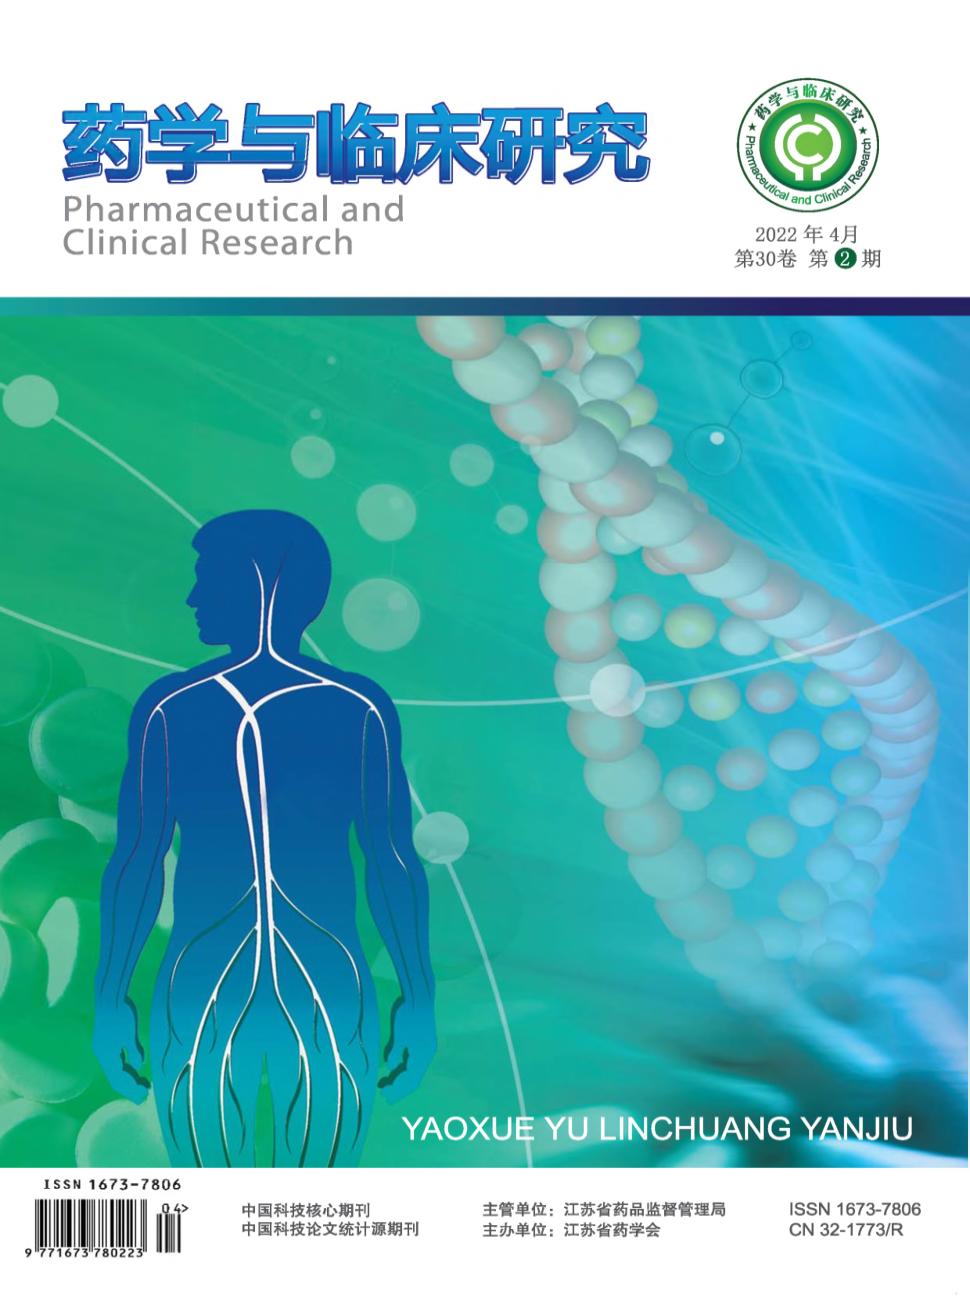 药学与临床研究
Pharmaceutical and
Clinical Research
药学与临床研究
Pharmaceutical and Clinical Research
2022 年 4月
第30卷 第 2 期
YAOXUE YU LINCHUANG YANJIU
ISSN 1673-7806
04>
9 771673 780223
中国科技核心期刊
中国科技论文统计源期刊
主管单位：江苏省药品监督管理局
主办单位：江苏省药学会
ISSN 1673-7806
CN 32-1773/R